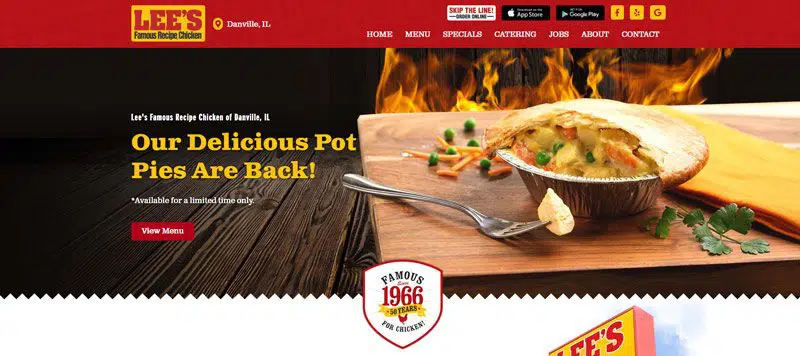 LEE'S
Famous Recipe Chicken
Danville, IL
SKIP THE LINE!
ORDER ONLINE
Download on the
App Store
GET IT ON
Google Play
HOME MENU SPECIALS CATERING JOBS ABOUT CONTACT
Lee's Famous Recipe Chicken of Danville, IL
Our Delicious Pot
Pies Are Back!
*Available for a limited time only.
View Menu
FAMOUS
Since
1966
50 YEARS
FOR CHICKEN!
LEE'S